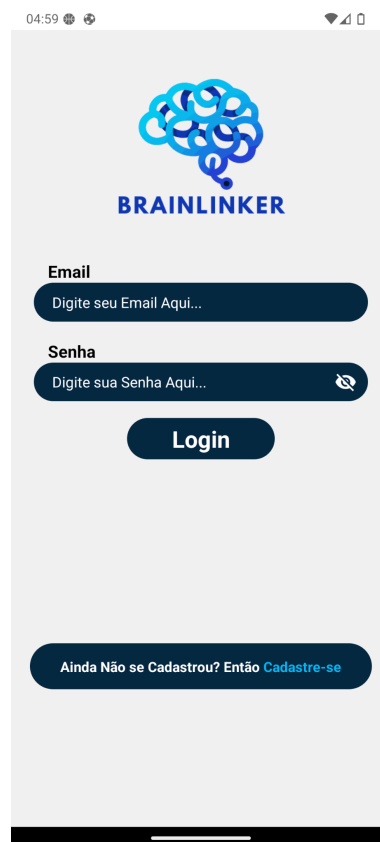 04:59
BRAINLINKER
Email
Digite seu Email Aqui...
Senha
Digite sua Senha Aqui...
Login
Ainda Não se Cadastrou? Então Cadastre-se